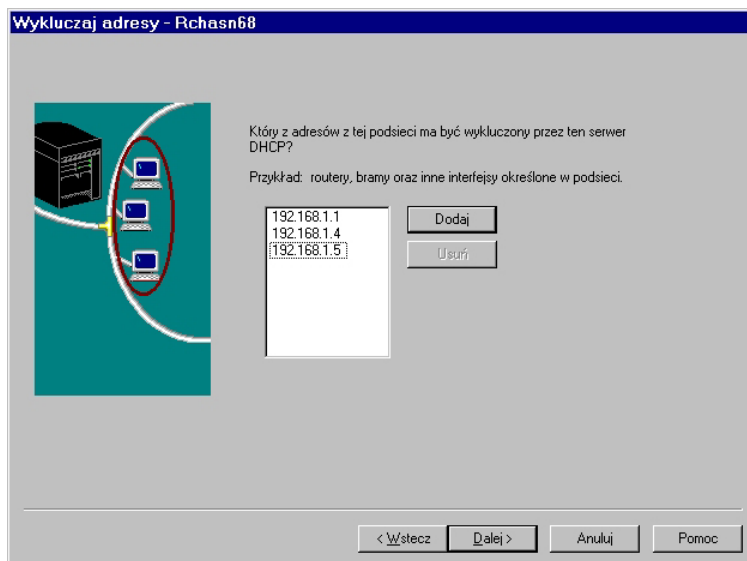 Wykluczaj adresy - Rchasn68
Który z adresów z tej podsieci ma być wykluczony przez ten serwer
DHCP?
Przykład: routery, bramy oraz inne interfejsy określone w podsieci.
192.168.1.1
192.168.1.4
192.168.1.5
Dodaj
Usuń
< Wstecz
Dalej >
Anuluj
Pomoc